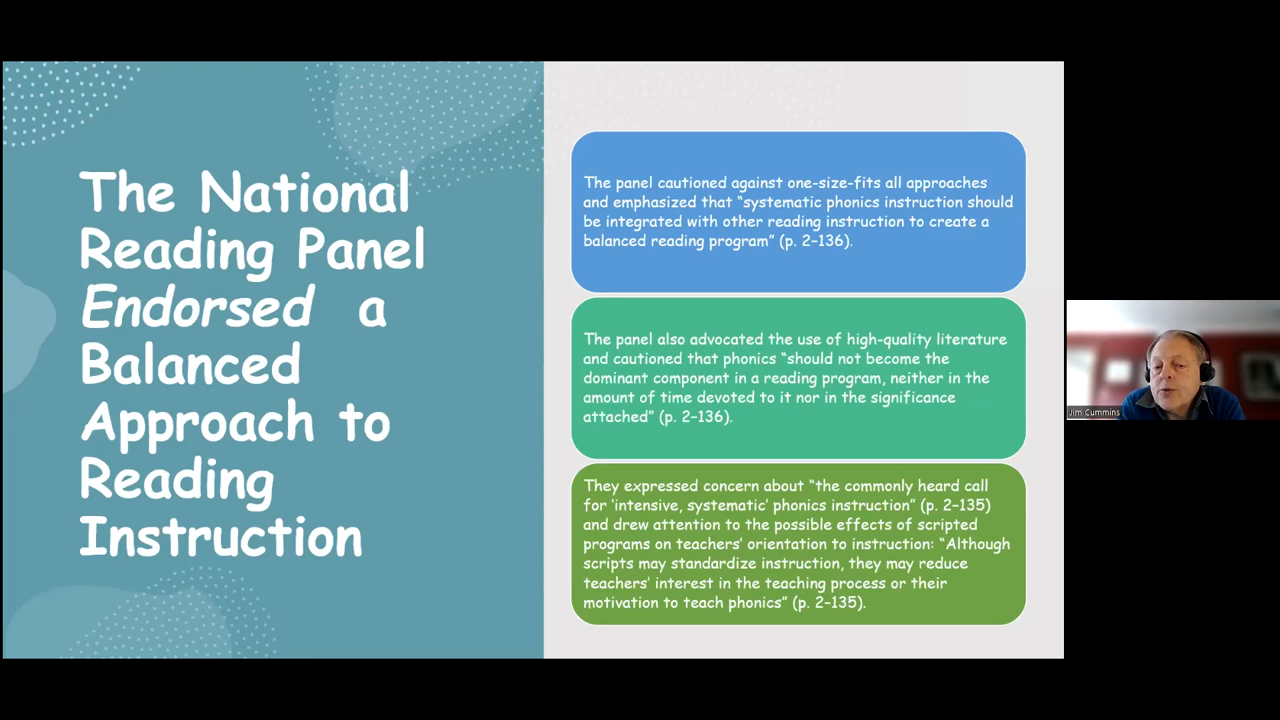 The National
Reading Panel
Endorsed a
Balanced
Approach to
Reading
Instruction
The panel cautioned against one-size-fits all approaches
and emphasized that “systematic phonics instruction should
be integrated with other reading instruction to create a
balanced reading program” (p. 2–136).
The panel also advocated the use of high-quality literature
and cautioned that phonics “should not become the
dominant component in a reading program, neither in the
amount of time devoted to it nor in the significance
attached” (p. 2–136).
They expressed concern about “the commonly heard call
for ‘intensive, systematic’ phonics instruction” (p. 2–135)
and drew attention to the possible effects of scripted
programs on teachers’ orientation to instruction: “Although
scripts may standardize instruction, they may reduce
teachers’ interest in the teaching process or their
motivation to teach phonics” (p. 2–135).
Jim Cummins